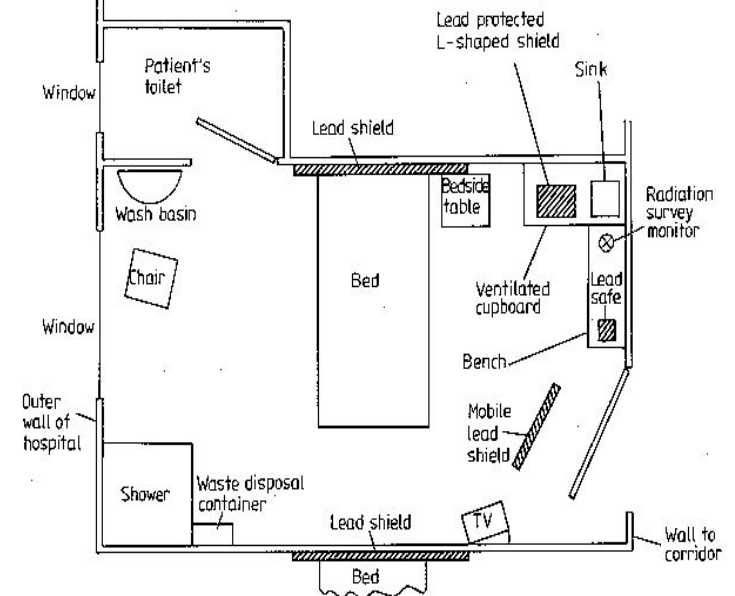 Lead protected
L-shaped shield
Sink
Patient's
toilet
Window
Lead shield
Bedside
table
Radiation
survey
monitor
Wash basin
Chair
Bed
Ventilated
cupboard
Lead
safe
Window
Bench
Outer
wall of
hospital
Mobile
lead
shield
Shower
Waste disposal
container
Lead shield
TV
Wall to
corridor
Bed